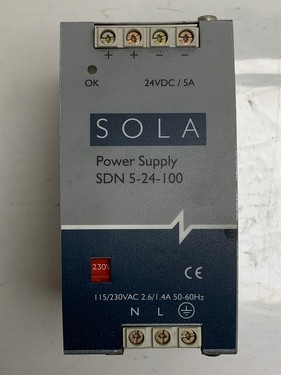 + + − −
OK 24VDC / 5A
SOLA
Power Supply
SDN 5-24-100
230V
CE
115/230VAC 2.6/1.4A 50-60Hz
N L